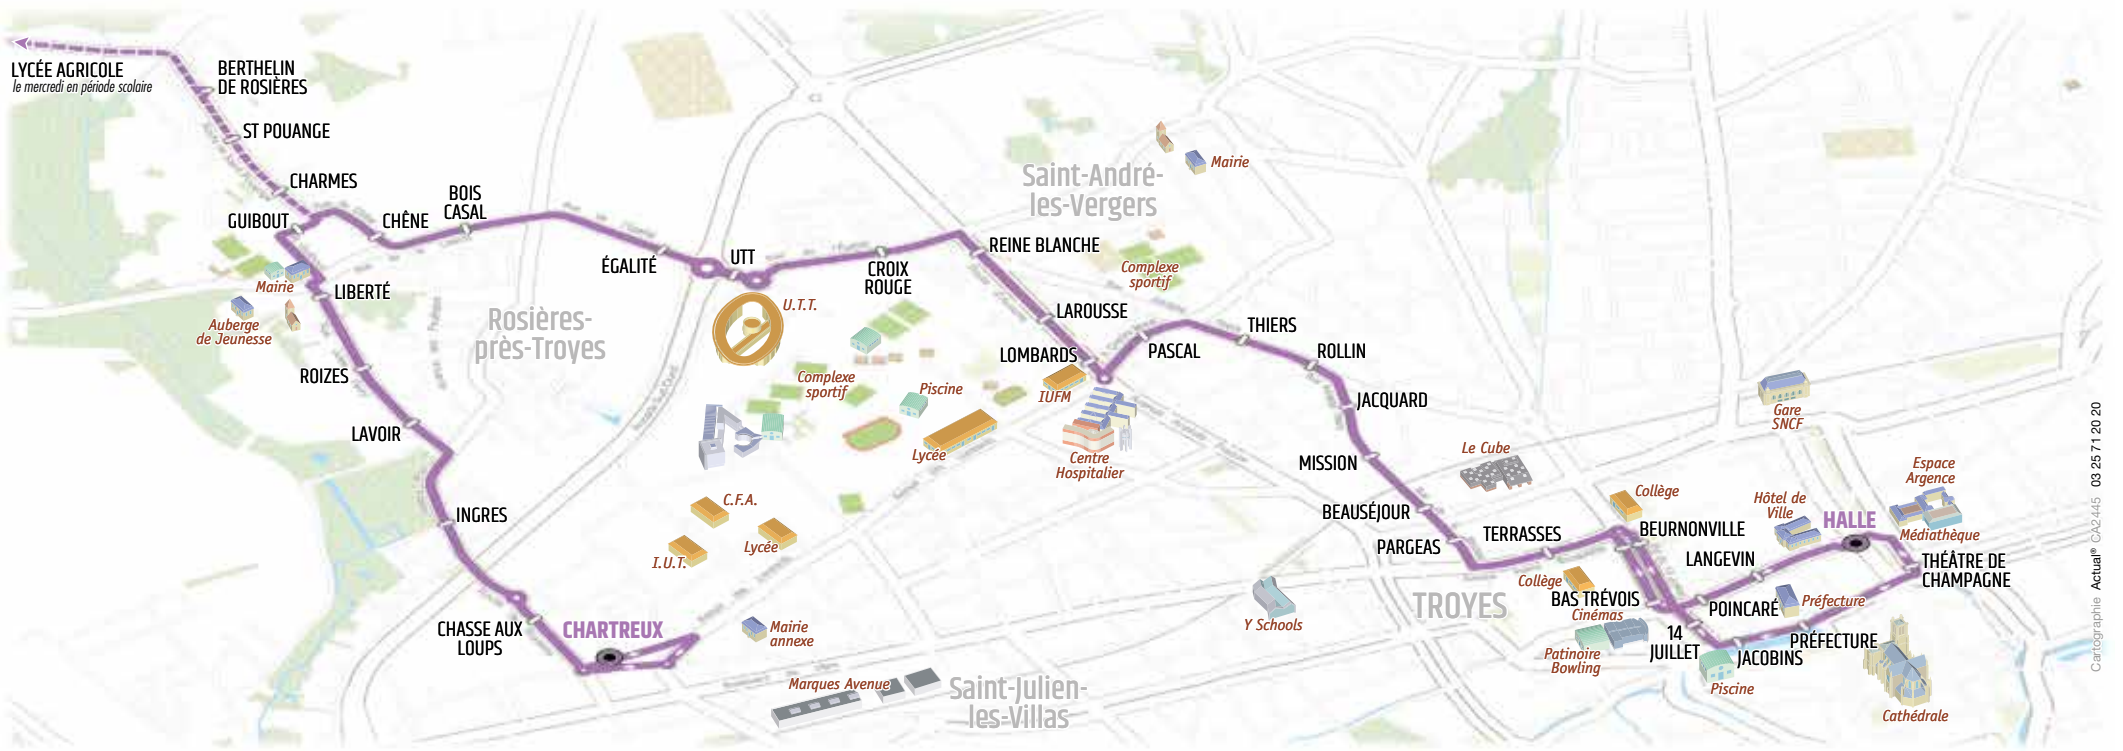 LYCÉE AGRICOLE
le mercredi en période scolaire
BERTHELIN
DE ROSIÈRES
ST POUANGE
CHARMES
GUIBOUT
CHÊNE
BOIS
CASAL
ÉGALITÉ
UTT
U.T.T.
CROIX
ROUGE
REINE BLANCHE
Saint-André-
les-Vergers
Mairie
Complexe
sportif
Mairie
LIBERTÉ
Auberge
de Jeunesse
Rosières-
près-Troyes
ROIZES
LAVOIR
INGRES
CHASSE AUX
LOUPS
CHARTREUX
Mairie
annexe
Marques Avenue
Saint-Julien-
les-Villas
C.F.A.
I.U.T.
Lycée
Complexe
sportif
Piscine
Lycée
LAROUSSE
LOMBARDS
IUFM
Centre
Hospitalier
PASCAL
THIERS
ROLLIN
JACQUARD
MISSION
BEAUSÉJOUR
PARGEAS
Le Cube
TERRASSES
Y Schools
TROYES
Collège
BEURNONVILLE
Collège
BAS TRÉVOIS
Cinémas
Patinoire
Bowling
14
JUILLET
LANGEVIN
POINCARÉ
Préfecture
PRÉFECTURE
JACOBINS
Piscine
Cathédrale
Gare
SNCF
Hôtel de
Ville
HALLE
Espace
Argence
Médiathèque
THÉÂTRE DE
CHAMPAGNE
Cartographie Actual® CA2445 03 25 71 20 20